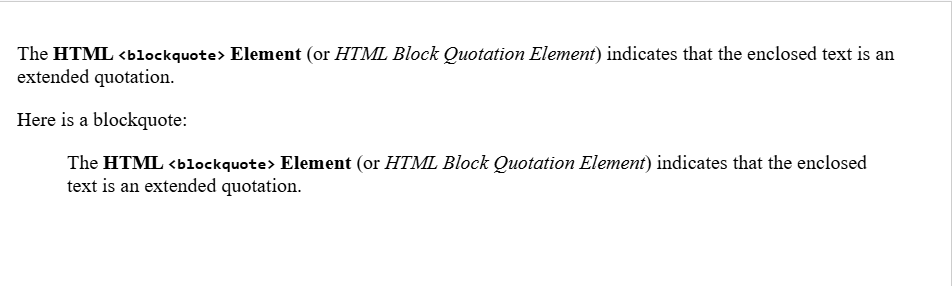 The HTML <blockquote> Element (or HTML Block Quotation Element) indicates that the enclosed text is an
extended quotation.
Here is a blockquote:
The HTML <blockquote> Element (or HTML Block Quotation Element) indicates that the enclosed
text is an extended quotation.